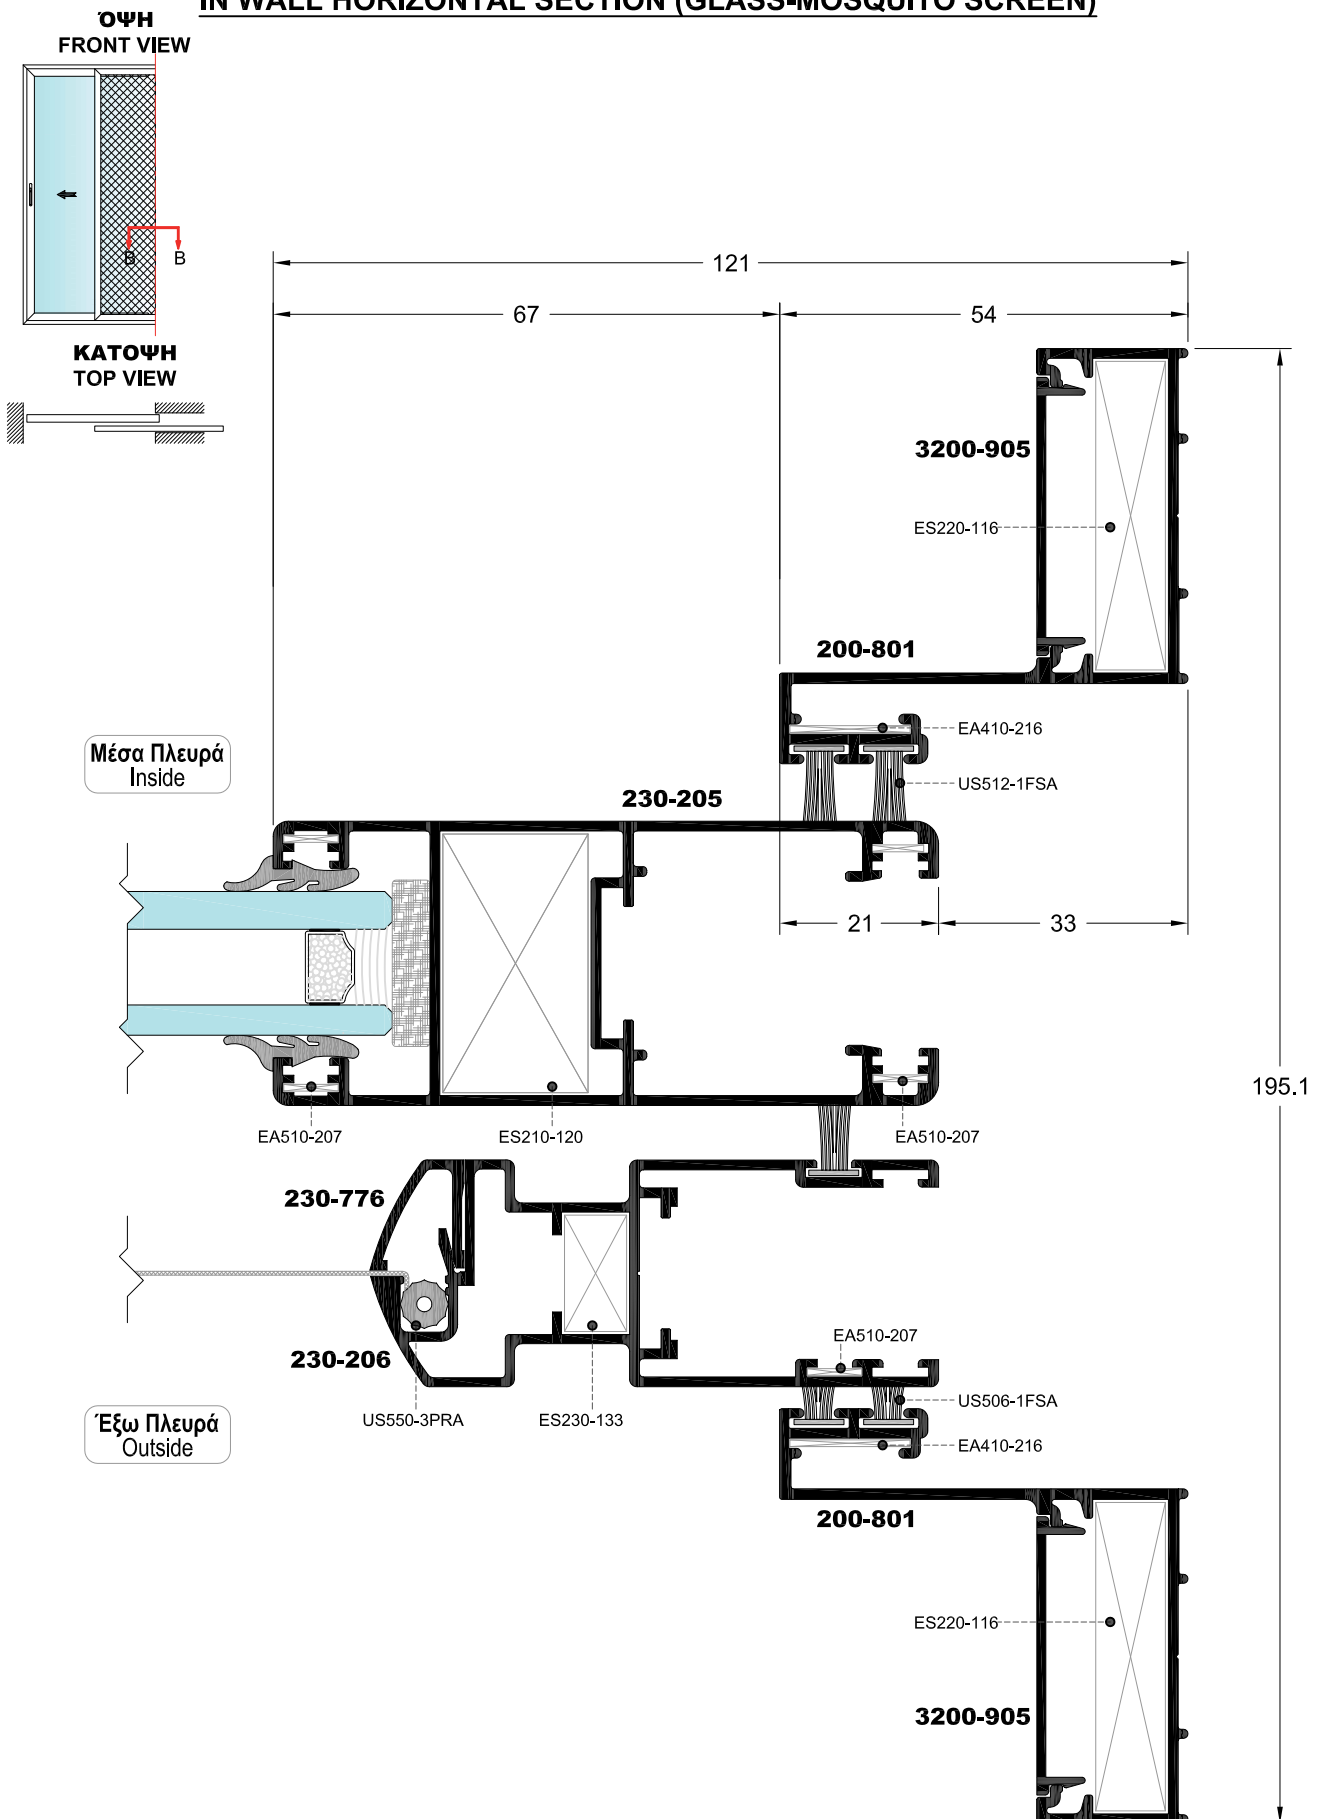 IN WALL HORIZONTAL SECTION (GLASS-MOSQUITO SCREEN)
ΌΨΗ
FRONT VIEW
B B
ΚΑΤΟΨΗ
TOP VIEW
121
67
54
3200-905
ES220-116
200-801
EA410-216
US512-1FSA
Μέσα Πλευρά
Inside
230-205
21
33
195.1
EA510-207
ES210-120
EA510-207
230-776
230-206
EA510-207
US550-3PRA
ES230-133
US506-1FSA
EA410-216
Έξω Πλευρά
Outside
200-801
ES220-116
3200-905